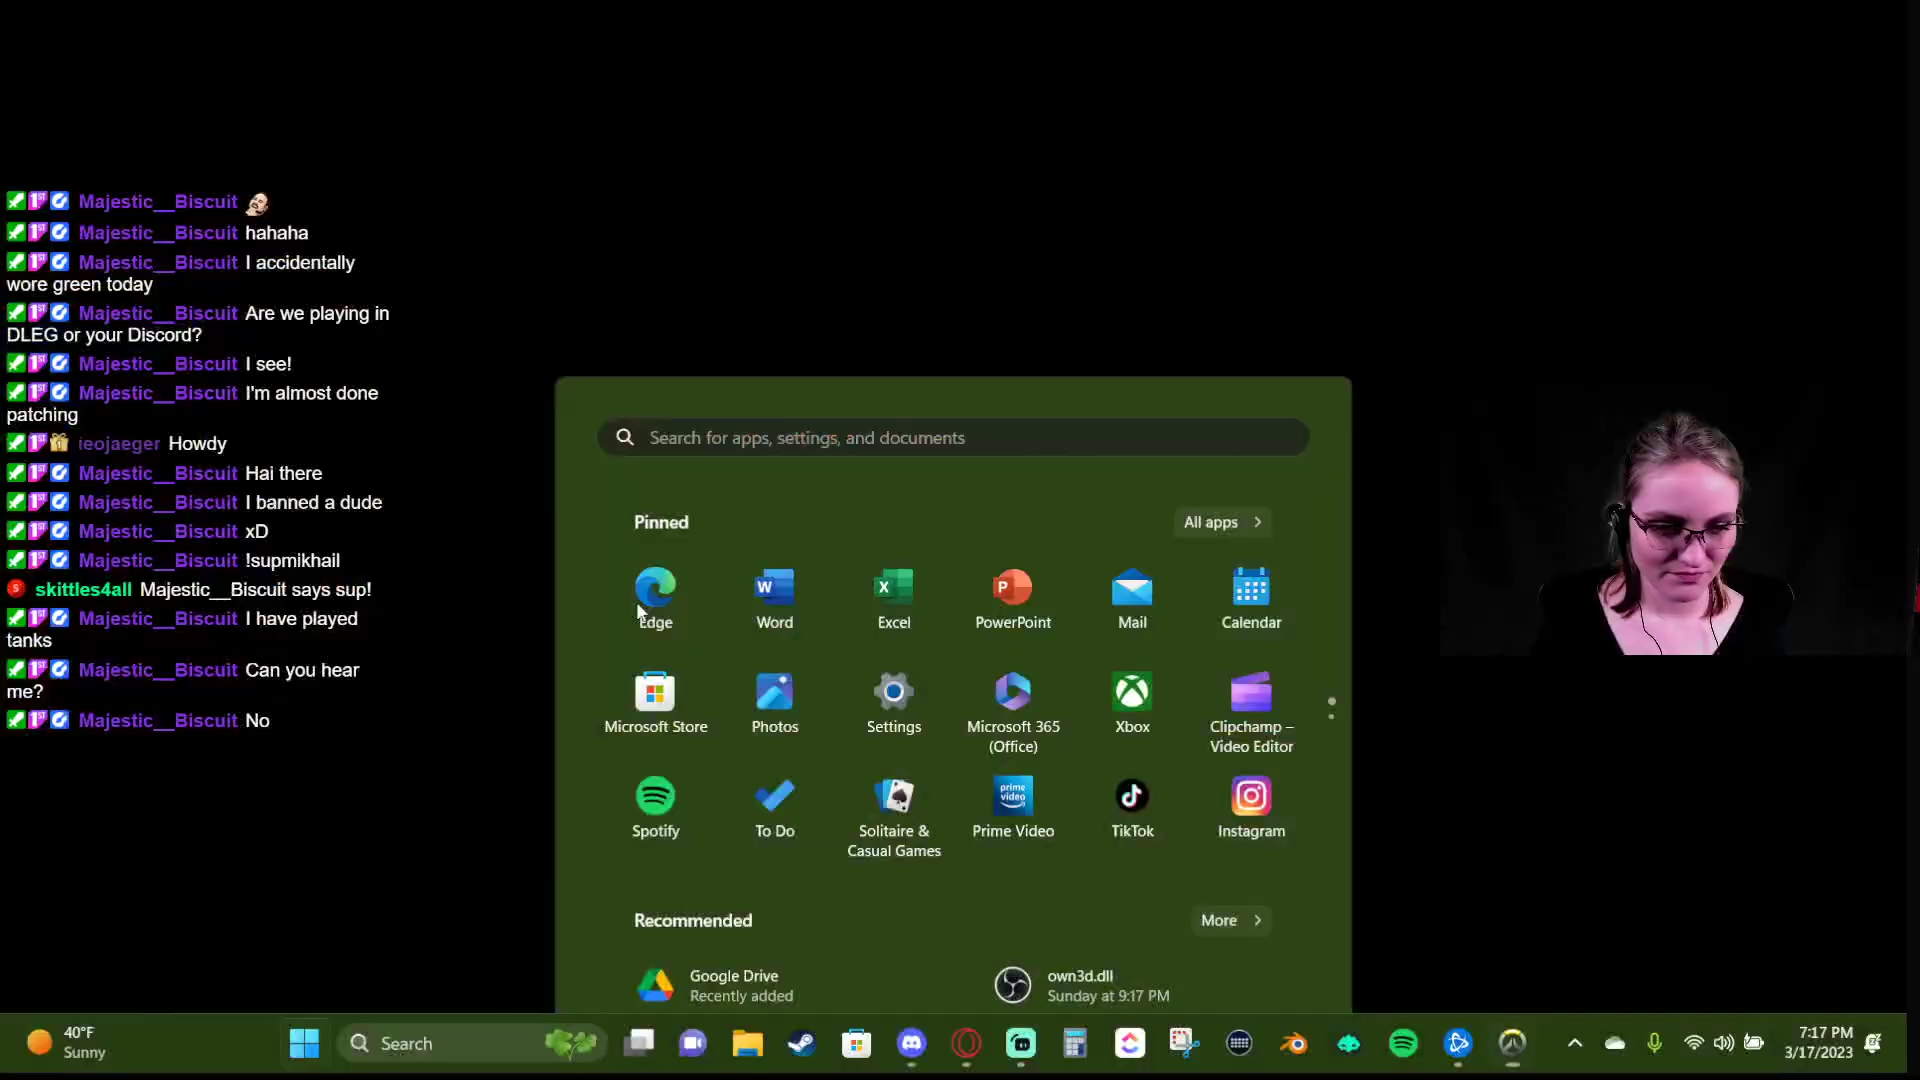 Majestic__Biscuit
Majestic__Biscuit hahaha
Majestic__Biscuit I accidentally
wore green today
Majestic__Biscuit Are we playing in
DLEG or your Discord?
Majestic__Biscuit I see!
Majestic__Biscuit I'm almost done
patching
ieojaeger Howdy
Majestic__Biscuit Hai there
Majestic__Biscuit I banned a dude
Majestic__Biscuit xD
Majestic__Biscuit !supmikhail
skittles4all Majestic__Biscuit says sup!
Majestic__Biscuit I have played
tanks
Majestic__Biscuit Can you hear
me?
Majestic__Biscuit No
Search for apps, settings, and documents
Pinned
All apps
Edge
Word
Excel
PowerPoint
Mail
Calendar
Microsoft Store
Photos
Settings
Microsoft 365
(Office)
Xbox
Clipchamp –
Video Editor
Spotify
To Do
Solitaire &
Casual Games
prime
video
Prime Video
TikTok
Instagram
Recommended
More
Google Drive
Recently added
own3d.dll
Sunday at 9:17 PM
40°F
Sunny
Search
7:17 PM
3/17/2023